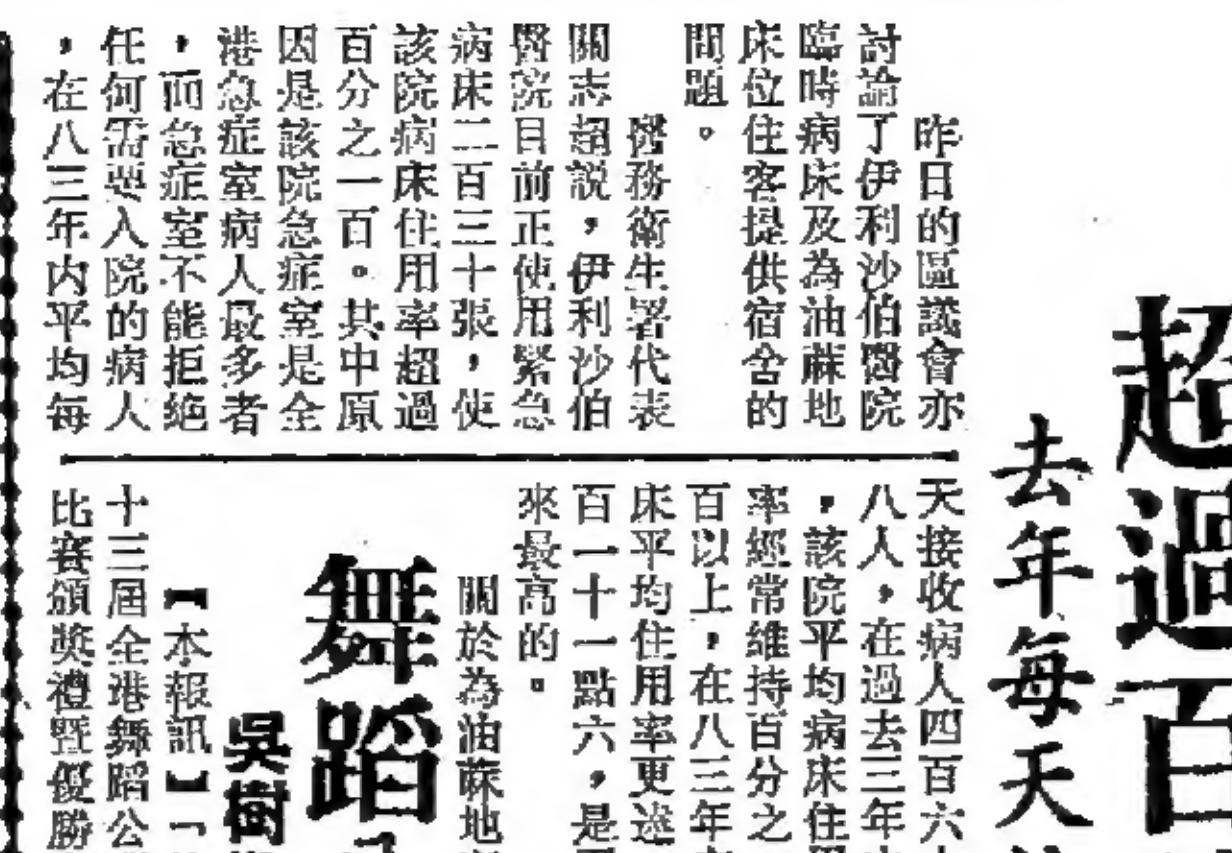 超過百
去年每天
昨日的區議會亦
討論了伊利沙伯醫院
臨時病床及為油蔴地
床位住客提供宿舍的
問題。
醫務衛生署代表
關志超説，伊利沙伯
醫院目前正使用緊急
病床二百三十張，使
該院病床住用率超過
百分之一百。其中原
因是該院急症室是全
港急症室病人最多者
，而急症室不能拒絶
任何需要入院的病人
，在八三年内平均每
天接收病人四百六
八人，在過去三年
，該院平均病床住
率經常維持百分之
百以上，在八三年
床平均住用率更達
百一十一點六，是
來最高的。
關於為油蔴地
舞蹈
吳樹
【本報訊】「
十三屆全港舞蹈公
比賽頒獎禮暨優勝